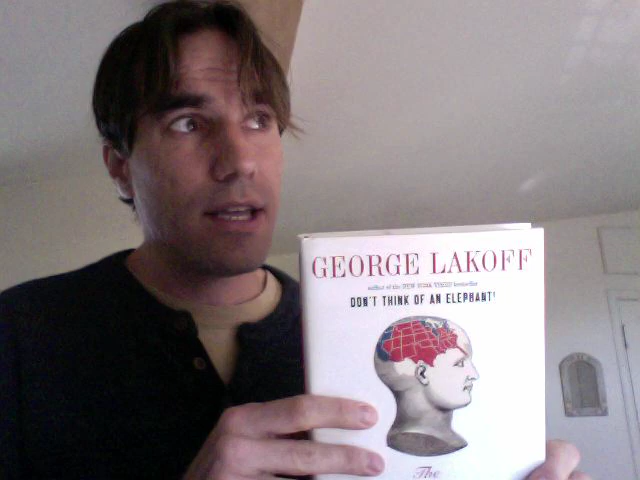 GEORGE LAKOFF
author of the NEW YORK TIMES bestseller
DON'T THINK OF AN ELEPHANT!
The